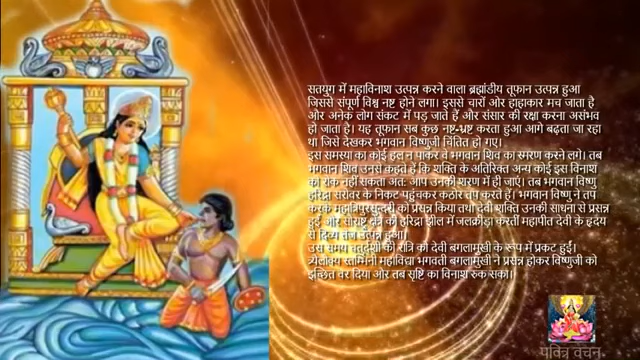 सतयुग में महाविनाश उत्पन्न करने वाला ब्रह्मांडीय तूफान उत्पन्न हुआ
जिससे संपूर्ण विश्व नष्ट होने लगा। इससे चारों ओर हाहाकार मच जाता है
और अनेक लोग संकट में पड़ जाते हैं और संसार की रक्षा करना असंभव
हो जाता है। यह तूफान सब कुछ नष्ट-भ्रष्ट करता हुआ आगे बढ़ता जा रहा
था जिसे देखकर भगवान विष्णुजी चिंतित हो गए।
इस समस्या का कोई हल न पाकर वे भगवान शिव का स्मरण करने लगे। तब
भगवान शिव उनसे कहते हैं कि शक्ति के अतिरिक्त अन्य कोई इस विनाश
को रोक नहीं सकता अत: आप उनकी शरण में ही जाएं। तब भगवान विष्णु
हरिद्रा सरोवर के निकट पहुंचकर कठोर तप करते हैं। भगवान विष्णु ने तप
करके महात्रिपुरसुन्दरी को प्रसन्न किया तथा देवी शक्ति उनकी साधना से प्रसन्न
हुईं और सौराष्ट्र क्षेत्र की हरिद्रा झील में जलक्रीड़ा करतीं महापीत देवी के हृदय
से दिव्य तेज उत्पन्न हुआ।
उस समय चतुर्दशी की रात्रि को देवी बगलामुखी के रूप में प्रकट हुईं।
त्र्यैलोक्य स्तम्भिनी महाविद्या भगवती बगलामुखी ने प्रसन्न होकर विष्णुजी को
इच्छित वर दिया और तब सृष्टि का विनाश रुक सका।
पवित्र वचन